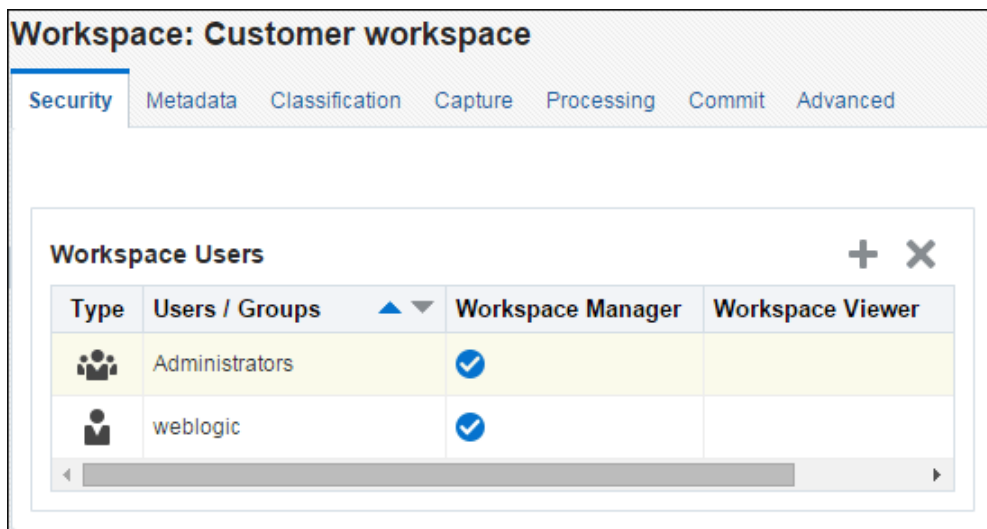 Workspace: Customer workspace
Security Metadata Classification Capture Processing Commit Advanced
Workspace Users
Type Users / Groups Workspace Manager Workspace Viewer
Administrators
weblogic